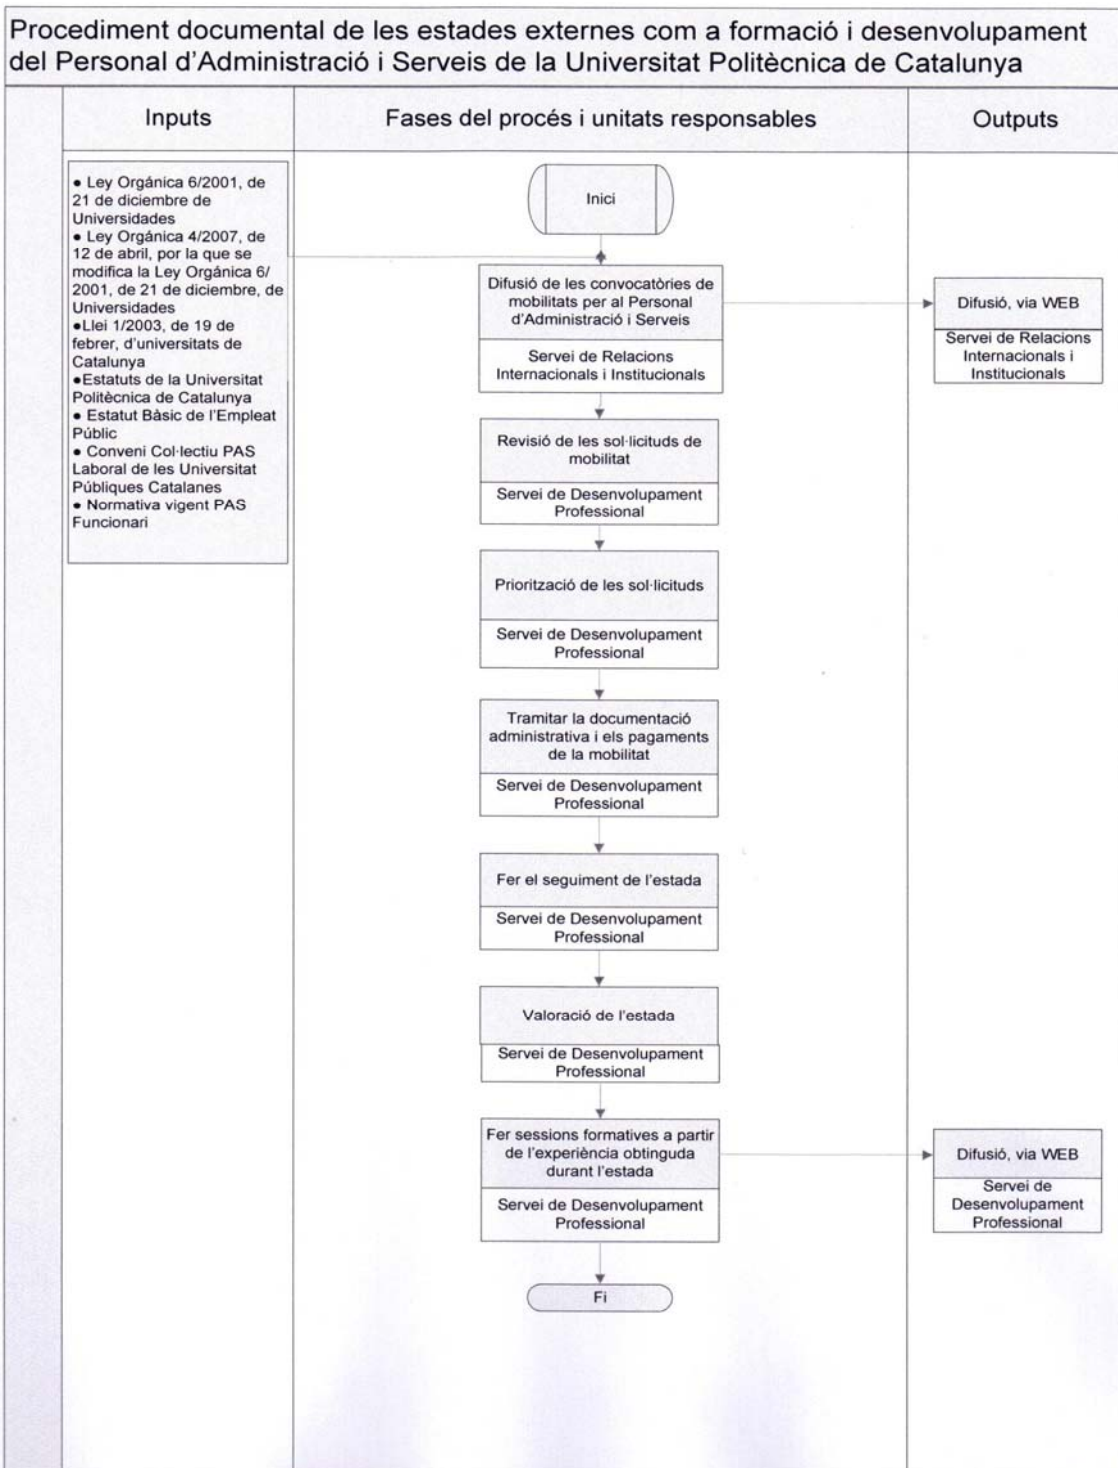 Procediment documental de les estades externes com a formació i desenvolupament
del Personal d'Administració i Serveis de la Universitat Politècnica de Catalunya
Inputs
Fases del procés i unitats responsables
Outputs
• Ley Orgánica 6/2001, de
21 de diciembre de
Universidades
• Ley Orgánica 4/2007, de
12 de abril, por la que se
modifica la Ley Orgánica 6/
2001, de 21 de diciembre, de
Universidades
•Llei 1/2003, de 19 de
febrer, d'universitats de
Catalunya
•Estatuts de la Universitat
Politècnica de Catalunya
• Estatut Bàsic de l'Empleat
Públic
• Conveni Col·lectiu PAS
Laboral de les Universitat
Públiques Catalanes
• Normativa vigent PAS
Funcionari
Inici
Difusió de les convocatòries de
mobilitats per al Personal
d'Administració i Serveis
Servei de Relacions
Internacionals i Institucionals
Difusió, via WEB
Servei de Relacions
Internacionals i
Institucionals
Revisió de les sol·licituds de
mobilitat
Servei de Desenvolupament
Professional
Priorització de les sol·licituds
Servei de Desenvolupament
Professional
Tramitar la documentació
administrativa i els pagaments
de la mobilitat
Servei de Desenvolupament
Professional
Fer el seguiment de l'estada
Servei de Desenvolupament
Professional
Valoració de l'estada
Servei de Desenvolupament
Professional
Fer sessions formatives a partir
de l'experiència obtinguda
durant l'estada
Servei de Desenvolupament
Professional
Difusió, via WEB
Servei de
Desenvolupament
Professional
Fi